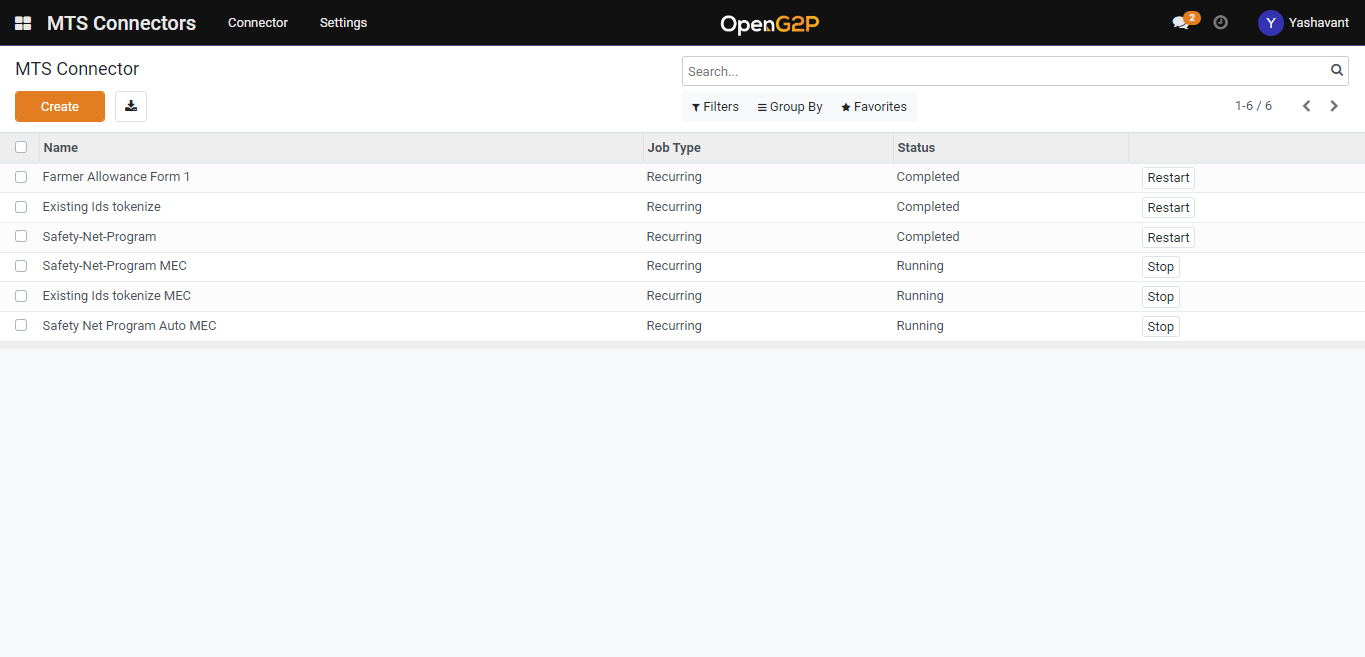 MTS Connectors Connector Settings OpenG2P 2 Y Yashavant
MTS Connector
Search...
Create
Filters Group By Favorites 1-6 / 6
Name Job Type Status
Farmer Allowance Form 1 Recurring Completed Restart
Existing Ids tokenize Recurring Completed Restart
Safety-Net-Program Recurring Completed Restart
Safety-Net-Program MEC Recurring Running Stop
Existing Ids tokenize MEC Recurring Running Stop
Safety Net Program Auto MEC Recurring Running Stop